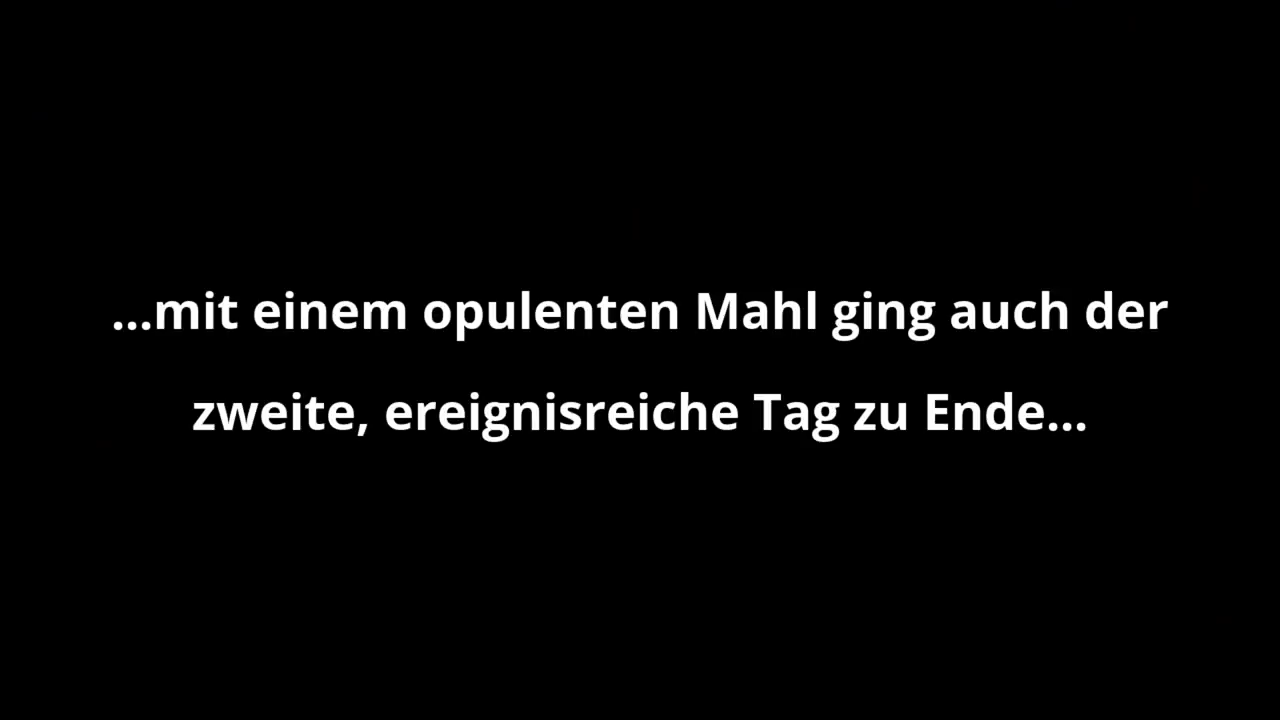 ...mit einem opulenten Mahl ging auch der
zweite, ereignisreiche Tag zu Ende...